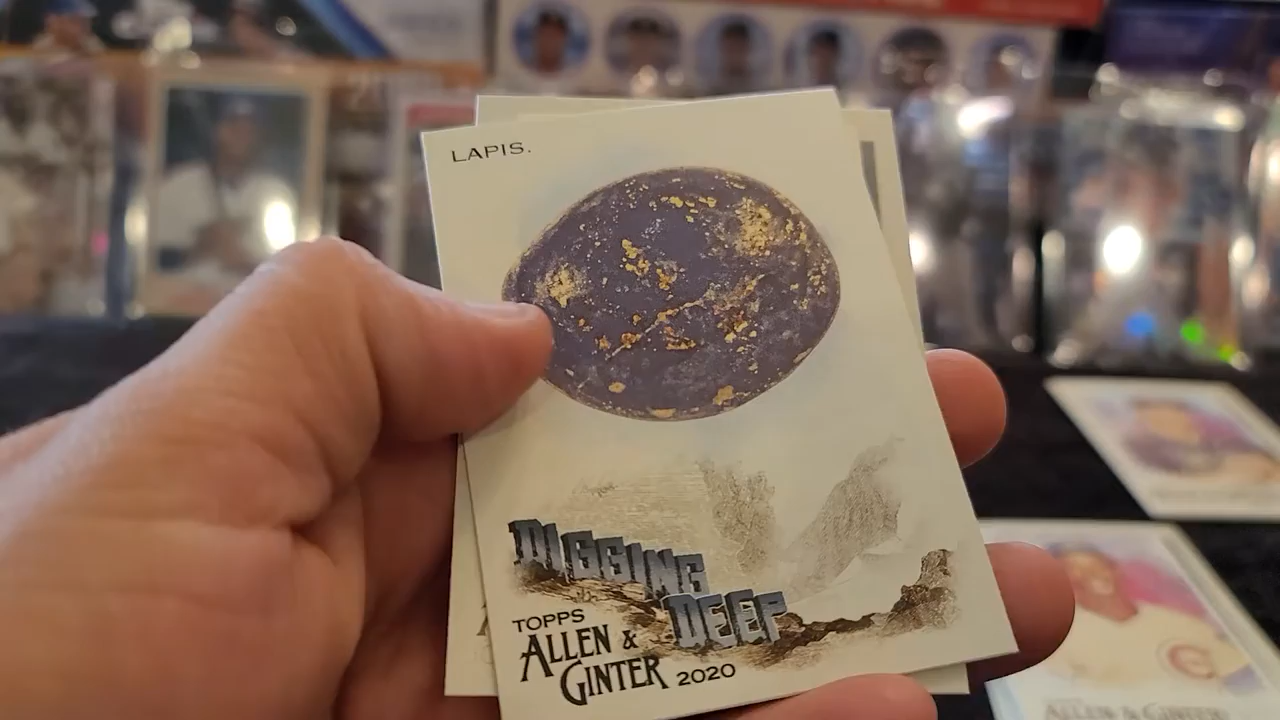 LAPIS.
DIGGING
DEEP
TOPPS
ALLEN &
GINTER 2020
ALLEN & GINTER